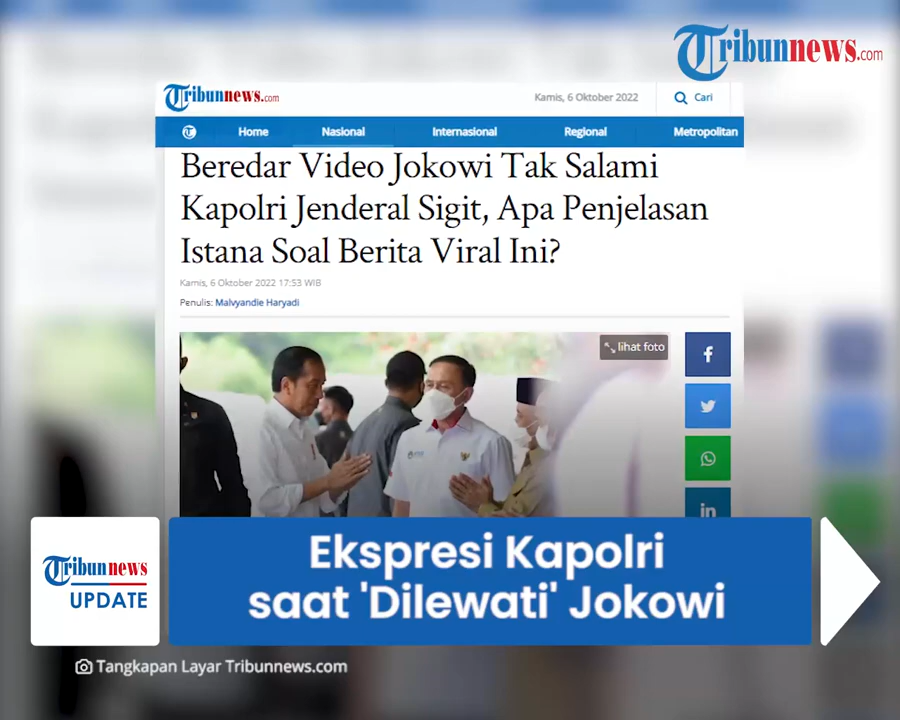 Tribunnews.com
Tribunnews.com
Kamis, 6 Oktober 2022
Cari
Home
Nasional
Internasional
Regional
Metropolitan
Beredar Video Jokowi Tak Salami
Kapolri Jenderal Sigit, Apa Penjelasan
Istana Soal Berita Viral Ini?
Kamis, 6 Oktober 2022 17:53 WIB
Penulis: Malvyandie Haryadi
lihat foto
f
in
Tribunnews
UPDATE
Ekspresi Kapolri
saat 'Dilewati' Jokowi
Tangkapan Layar Tribunnews.com